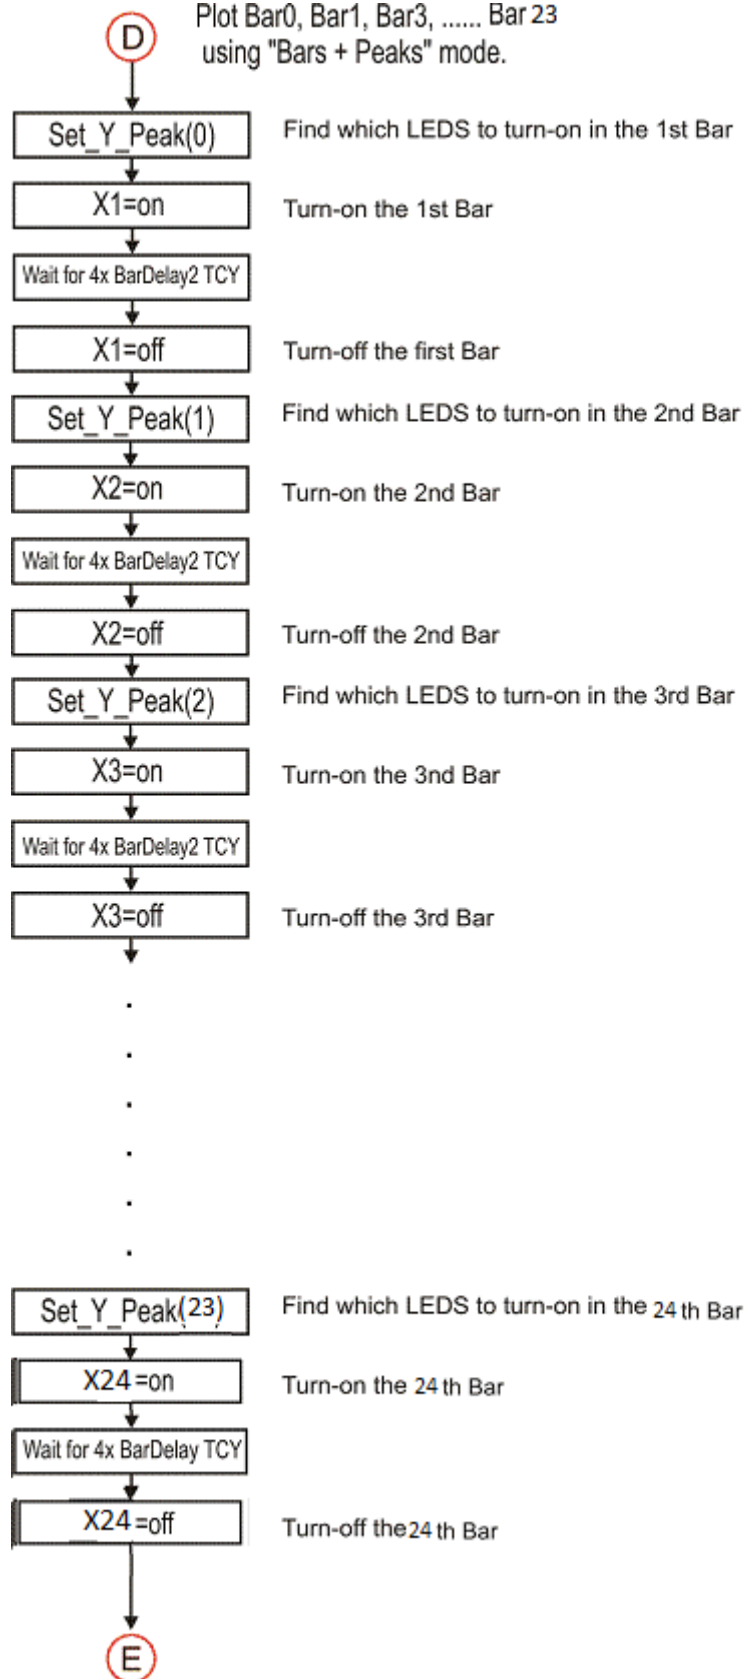 D
Plot Bar0, Bar1, Bar3, ...... Bar 23
using "Bars + Peaks" mode.
Set_Y_Peak(0)
Find which LEDS to turn-on in the 1st Bar
X1=on
Turn-on the 1st Bar
Wait for 4x BarDelay2 TCY
X1=off
Turn-off the first Bar
Set_Y_Peak(1)
Find which LEDS to turn-on in the 2nd Bar
X2=on
Turn-on the 2nd Bar
Wait for 4x BarDelay2 TCY
X2=off
Turn-off the 2nd Bar
Set_Y_Peak(2)
Find which LEDS to turn-on in the 3rd Bar
X3=on
Turn-on the 3nd Bar
Wait for 4x BarDelay2 TCY
X3=off
Turn-off the 3rd Bar
.
.
.
.
.
.
Set_Y_Peak(23)
Find which LEDS to turn-on in the 24 th Bar
X24 =on
Turn-on the 24 th Bar
Wait for 4x BarDelay TCY
X24 =off
Turn-off the 24 th Bar
E